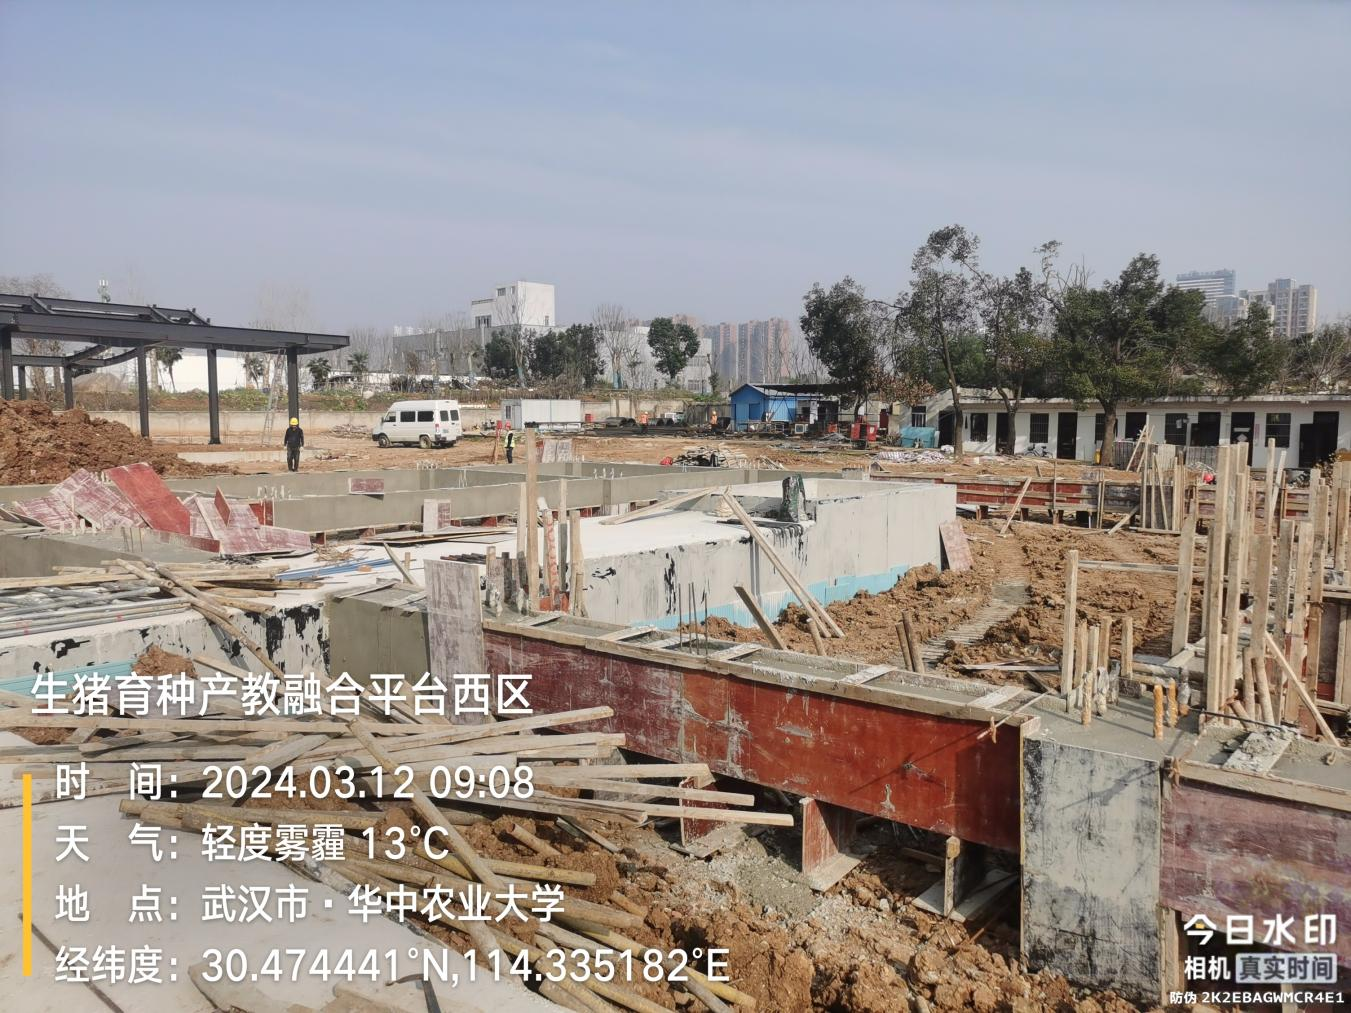 生猪育种产教融合平台西区
时 间：2024.03.12 09:08
天 气：轻度雾霾 13℃
地 点：武汉市·华中农业大学
经纬度：30.474441°N,114.335182°E
今日水印
相机 真实时间
防伪 2K2EBAGWMCR4E1